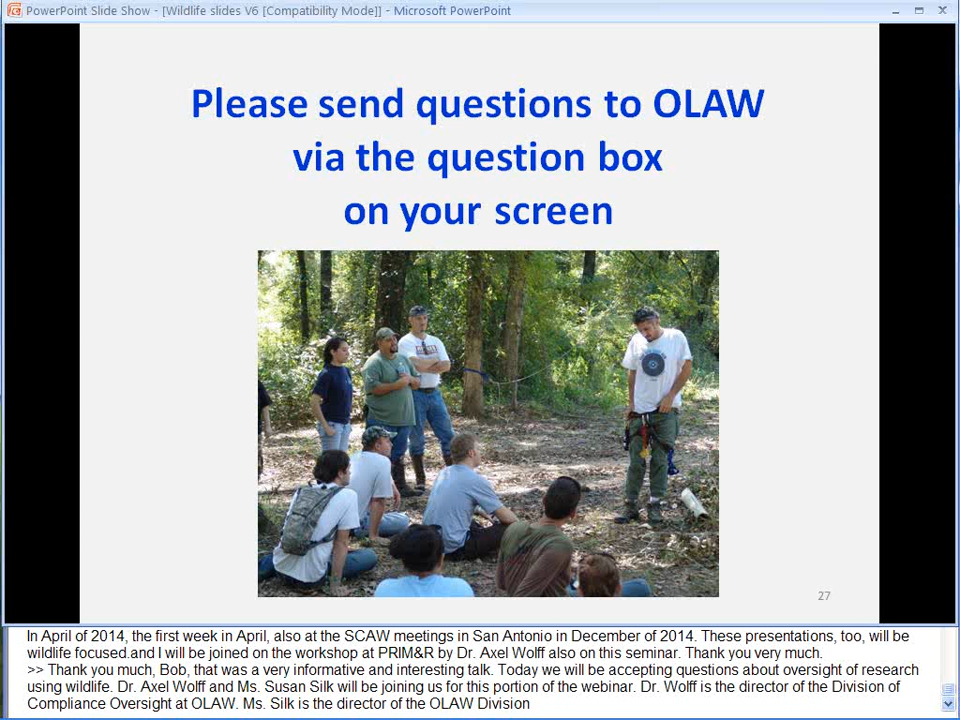 PowerPoint Slide Show - [Wildlife slides V6 [Compatibility Mode]] - Microsoft PowerPoint
Please send questions to OLAW
via the question box
on your screen
27
In April of 2014, the first week in April, also at the SCAW meetings in San Antonio in December of 2014. These presentations, too, will be
wildlife focused.and I will be joined on the workshop at PRIM&R by Dr. Axel Wolff also on this seminar. Thank you very much.
>> Thank you much, Bob, that was a very informative and interesting talk. Today we will be accepting questions about oversight of research
using wildlife. Dr. Axel Wolff and Ms. Susan Silk will be joining us for this portion of the webinar. Dr. Wolff is the director of the Division of
Compliance Oversight at OLAW. Ms. Silk is the director of the OLAW Division